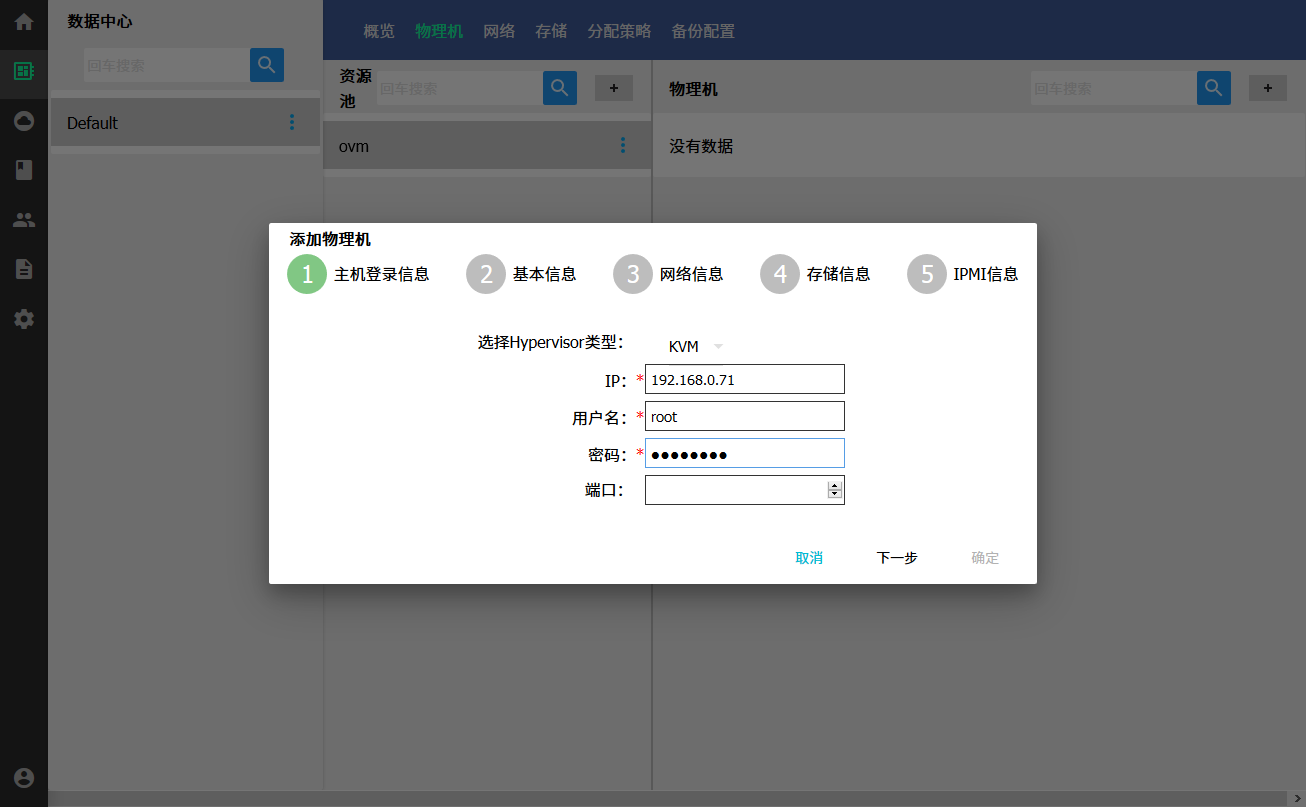 数据中心
回车搜索
Default
概览 物理机 网络 存储 分配策略 备份配置
资源池
回车搜索
+
ovm
物理机
回车搜索
+
没有数据
添加物理机
1 主机登录信息 2 基本信息 3 网络信息 4 存储信息 5 IPMI信息
选择Hypervisor类型： KVM
IP：* 192.168.0.71
用户名：* root
密码：* ●●●●●●●●
端口：
取消 下一步 确定